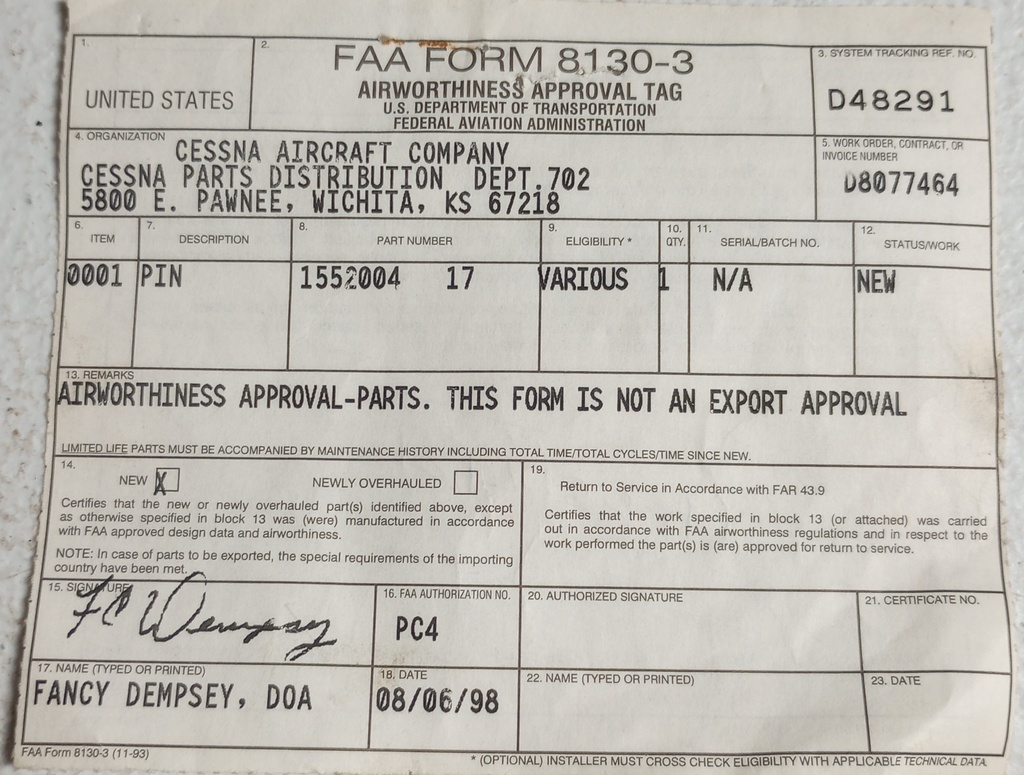 1.
UNITED STATES
2.
FAA FORM 8130-3
AIRWORTHINESS APPROVAL TAG
U.S. DEPARTMENT OF TRANSPORTATION
FEDERAL AVIATION ADMINISTRATION
3. SYSTEM TRACKING REF. NO.
D48291
4. ORGANIZATION
CESSNA AIRCRAFT COMPANY
CESSNA PARTS DISTRIBUTION DEPT.702
5800 E. PAWNEE, WICHITA, KS 67218
5. WORK ORDER, CONTRACT, OR
INVOICE NUMBER
D8077464
6. ITEM
7. DESCRIPTION
8. PART NUMBER
9. ELIGIBILITY *
10. QTY.
11. SERIAL/BATCH NO.
12. STATUS/WORK
0001 PIN 1552004 17 VARIOUS 1 N/A NEW
13. REMARKS
AIRWORTHINESS APPROVAL-PARTS. THIS FORM IS NOT AN EXPORT APPROVAL
LIMITED LIFE PARTS MUST BE ACCOMPANIED BY MAINTENANCE HISTORY INCLUDING TOTAL TIME/TOTAL CYCLES/TIME SINCE NEW.
14.
NEW X NEWLY OVERHAULED
Certifies that the new or newly overhauled part(s) identified above, except
as otherwise specified in block 13 was (were) manufactured in accordance
with FAA approved design data and airworthiness.
NOTE: In case of parts to be exported, the special requirements of the importing
country have been met.
19.
Return to Service in Accordance with FAR 43.9
Certifies that the work specified in block 13 (or attached) was carried
out in accordance with FAA airworthiness regulations and in respect to the
work performed the part(s) is (are) approved for return to service.
15. SIGNATURE
FC Dempsey
16. FAA AUTHORIZATION NO.
PC4
20. AUTHORIZED SIGNATURE
21. CERTIFICATE NO.
17. NAME (TYPED OR PRINTED)
FANCY DEMPSEY, DOA
18. DATE
08/06/98
22. NAME (TYPED OR PRINTED)
23. DATE
FAA Form 8130-3 (11-93)
* (OPTIONAL) INSTALLER MUST CROSS CHECK ELIGIBILITY WITH APPLICABLE TECHNICAL DATA.